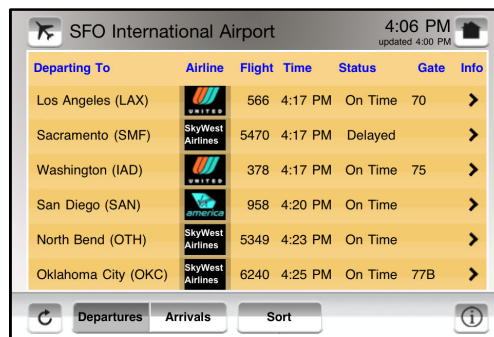 SFO International Airport 4:06 PM
updated 4:00 PM
Departing To Airline Flight Time Status Gate Info
Los Angeles (LAX) UNITED 566 4:17 PM On Time 70
Sacramento (SMF) SkyWest Airlines 5470 4:17 PM Delayed
Washington (IAD) UNITED 378 4:17 PM On Time 75
San Diego (SAN) america 958 4:20 PM On Time
North Bend (OTH) SkyWest Airlines 5349 4:23 PM On Time
Oklahoma City (OKC) SkyWest Airlines 6240 4:25 PM On Time 77B
Departures Arrivals Sort i